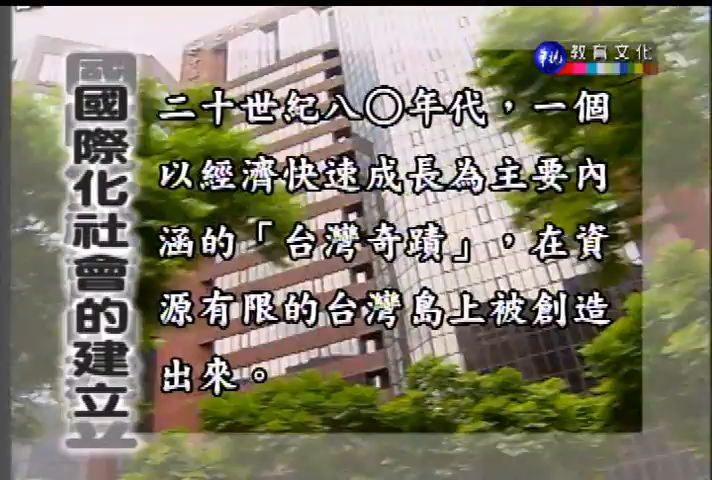 華視
教育文化
國際化社會的建立
二十世紀八〇年代，一個
以經濟快速成長為主要內
涵的「台灣奇蹟」，在資
源有限的台灣島上被創造
出來。